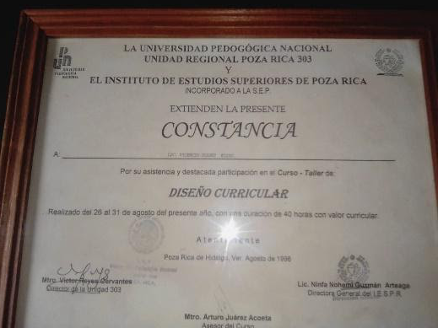 LA UNIVERSIDAD PEDAGÓGICA NACIONAL
UNIDAD REGIONAL POZA RICA 303
Y
EL INSTITUTO DE ESTUDIOS SUPERIORES DE POZA RICA
INCORPORADO A LA S.E.P.
EXTIENDEN LA PRESENTE
CONSTANCIA
A:
Por su asistencia y destacada participación en el Curso - Taller de:
DISEÑO CURRICULAR
Realizado del 26 al 31 de agosto del presente año, con una duración de 40 horas con valor curricular.
Atentamente
Poza Rica de Hidalgo, Ver. Agosto de 1996
Mtro. Víctor Reyes Cervantes
Director de la Unidad 303
Lic. Ninfa Guzmán Arteaga
Directora General del I.E.S.P.R.
Mtro. Arturo Juárez Acosta
Asesor del Curso